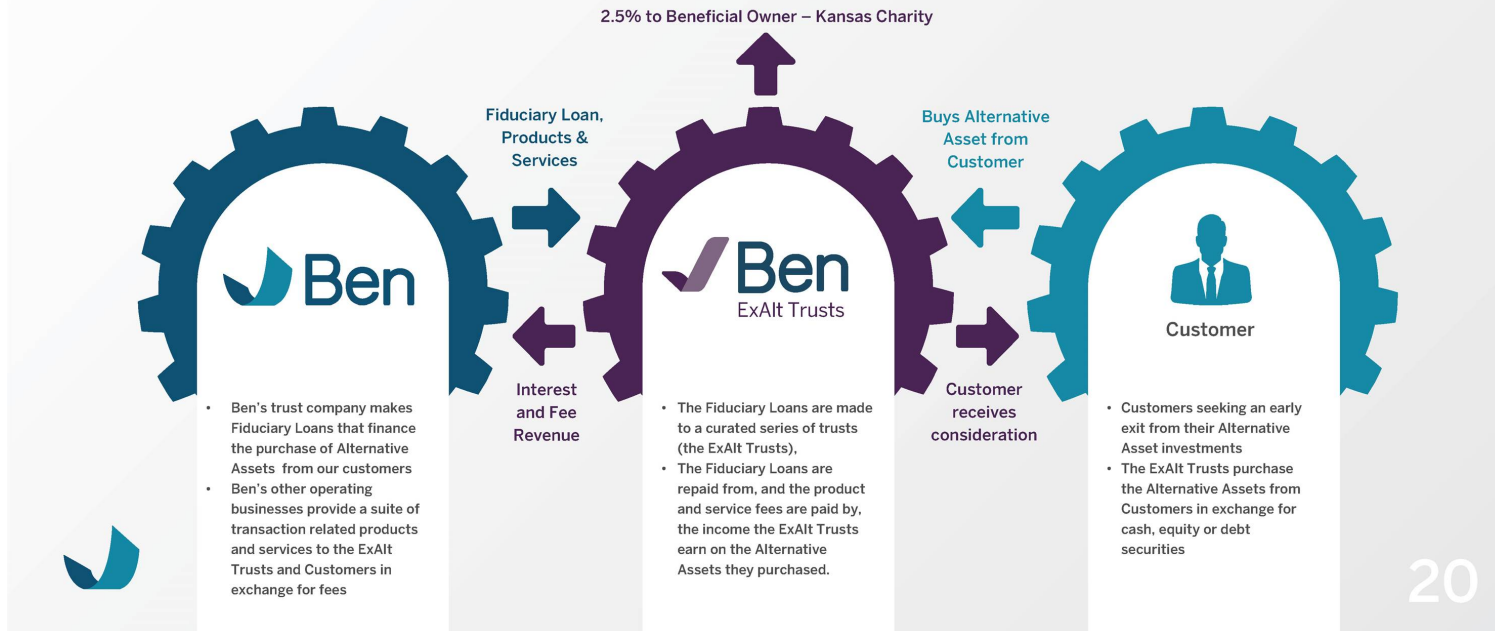 2.5% to Beneficial Owner – Kansas Charity
Fiduciary Loan,
Products &
Services
Buys Alternative
Asset from
Customer
Ben
Ben
ExAlt Trusts
Customer
Interest
and Fee
Revenue
Customer
receives
consideration
• Ben's trust company makes
Fiduciary Loans that finance
the purchase of Alternative
Assets from our customers
• Ben's other operating
businesses provide a suite of
transaction related products
and services to the ExAlt
Trusts and Customers in
exchange for fees
• The Fiduciary Loans are made
to a curated series of trusts
(the ExAlt Trusts),
• The Fiduciary Loans are
repaid from, and the product
and service fees are paid by,
the income the ExAlt Trusts
earn on the Alternative
Assets they purchased.
• Customers seeking an early
exit from their Alternative
Asset investments
• The ExAlt Trusts purchase
the Alternative Assets from
Customers in exchange for
cash, equity or debt
securities
20